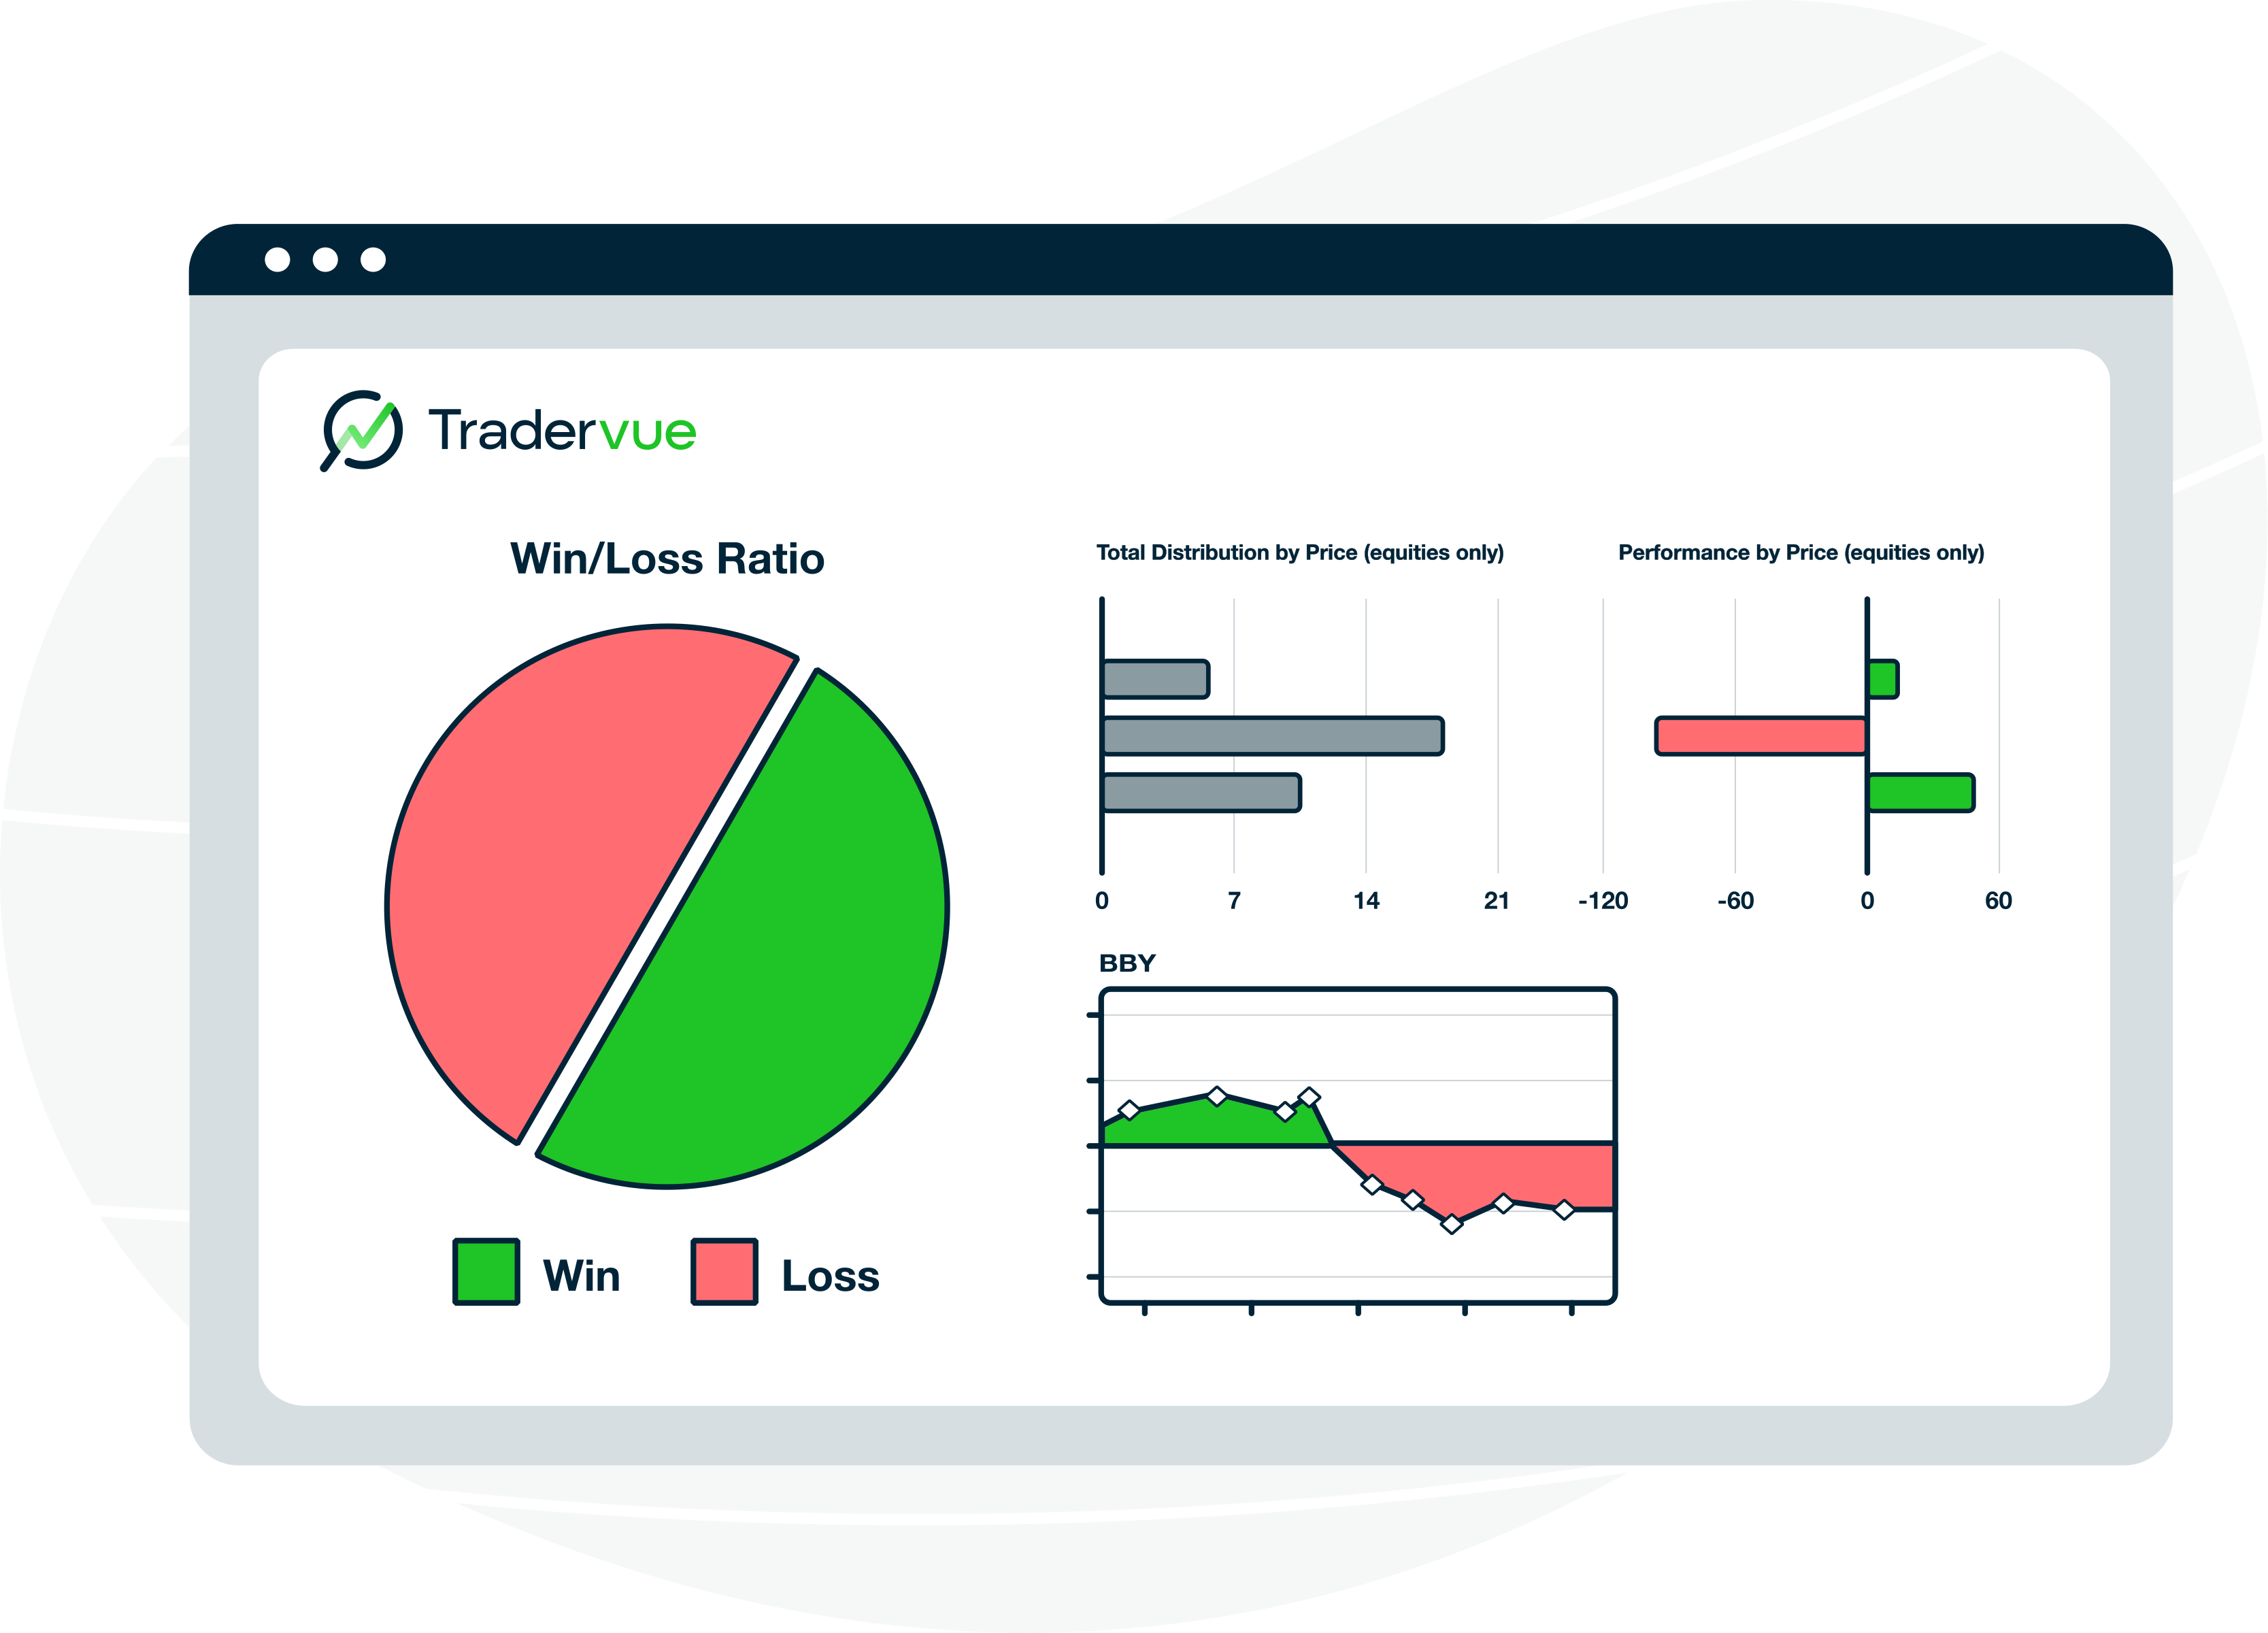 Tradervue
Win/Loss Ratio
Win
Loss
Total Distribution by Price (equities only)
0 7 14 21
Performance by Price (equities only)
-120 -60 0 60
BBY